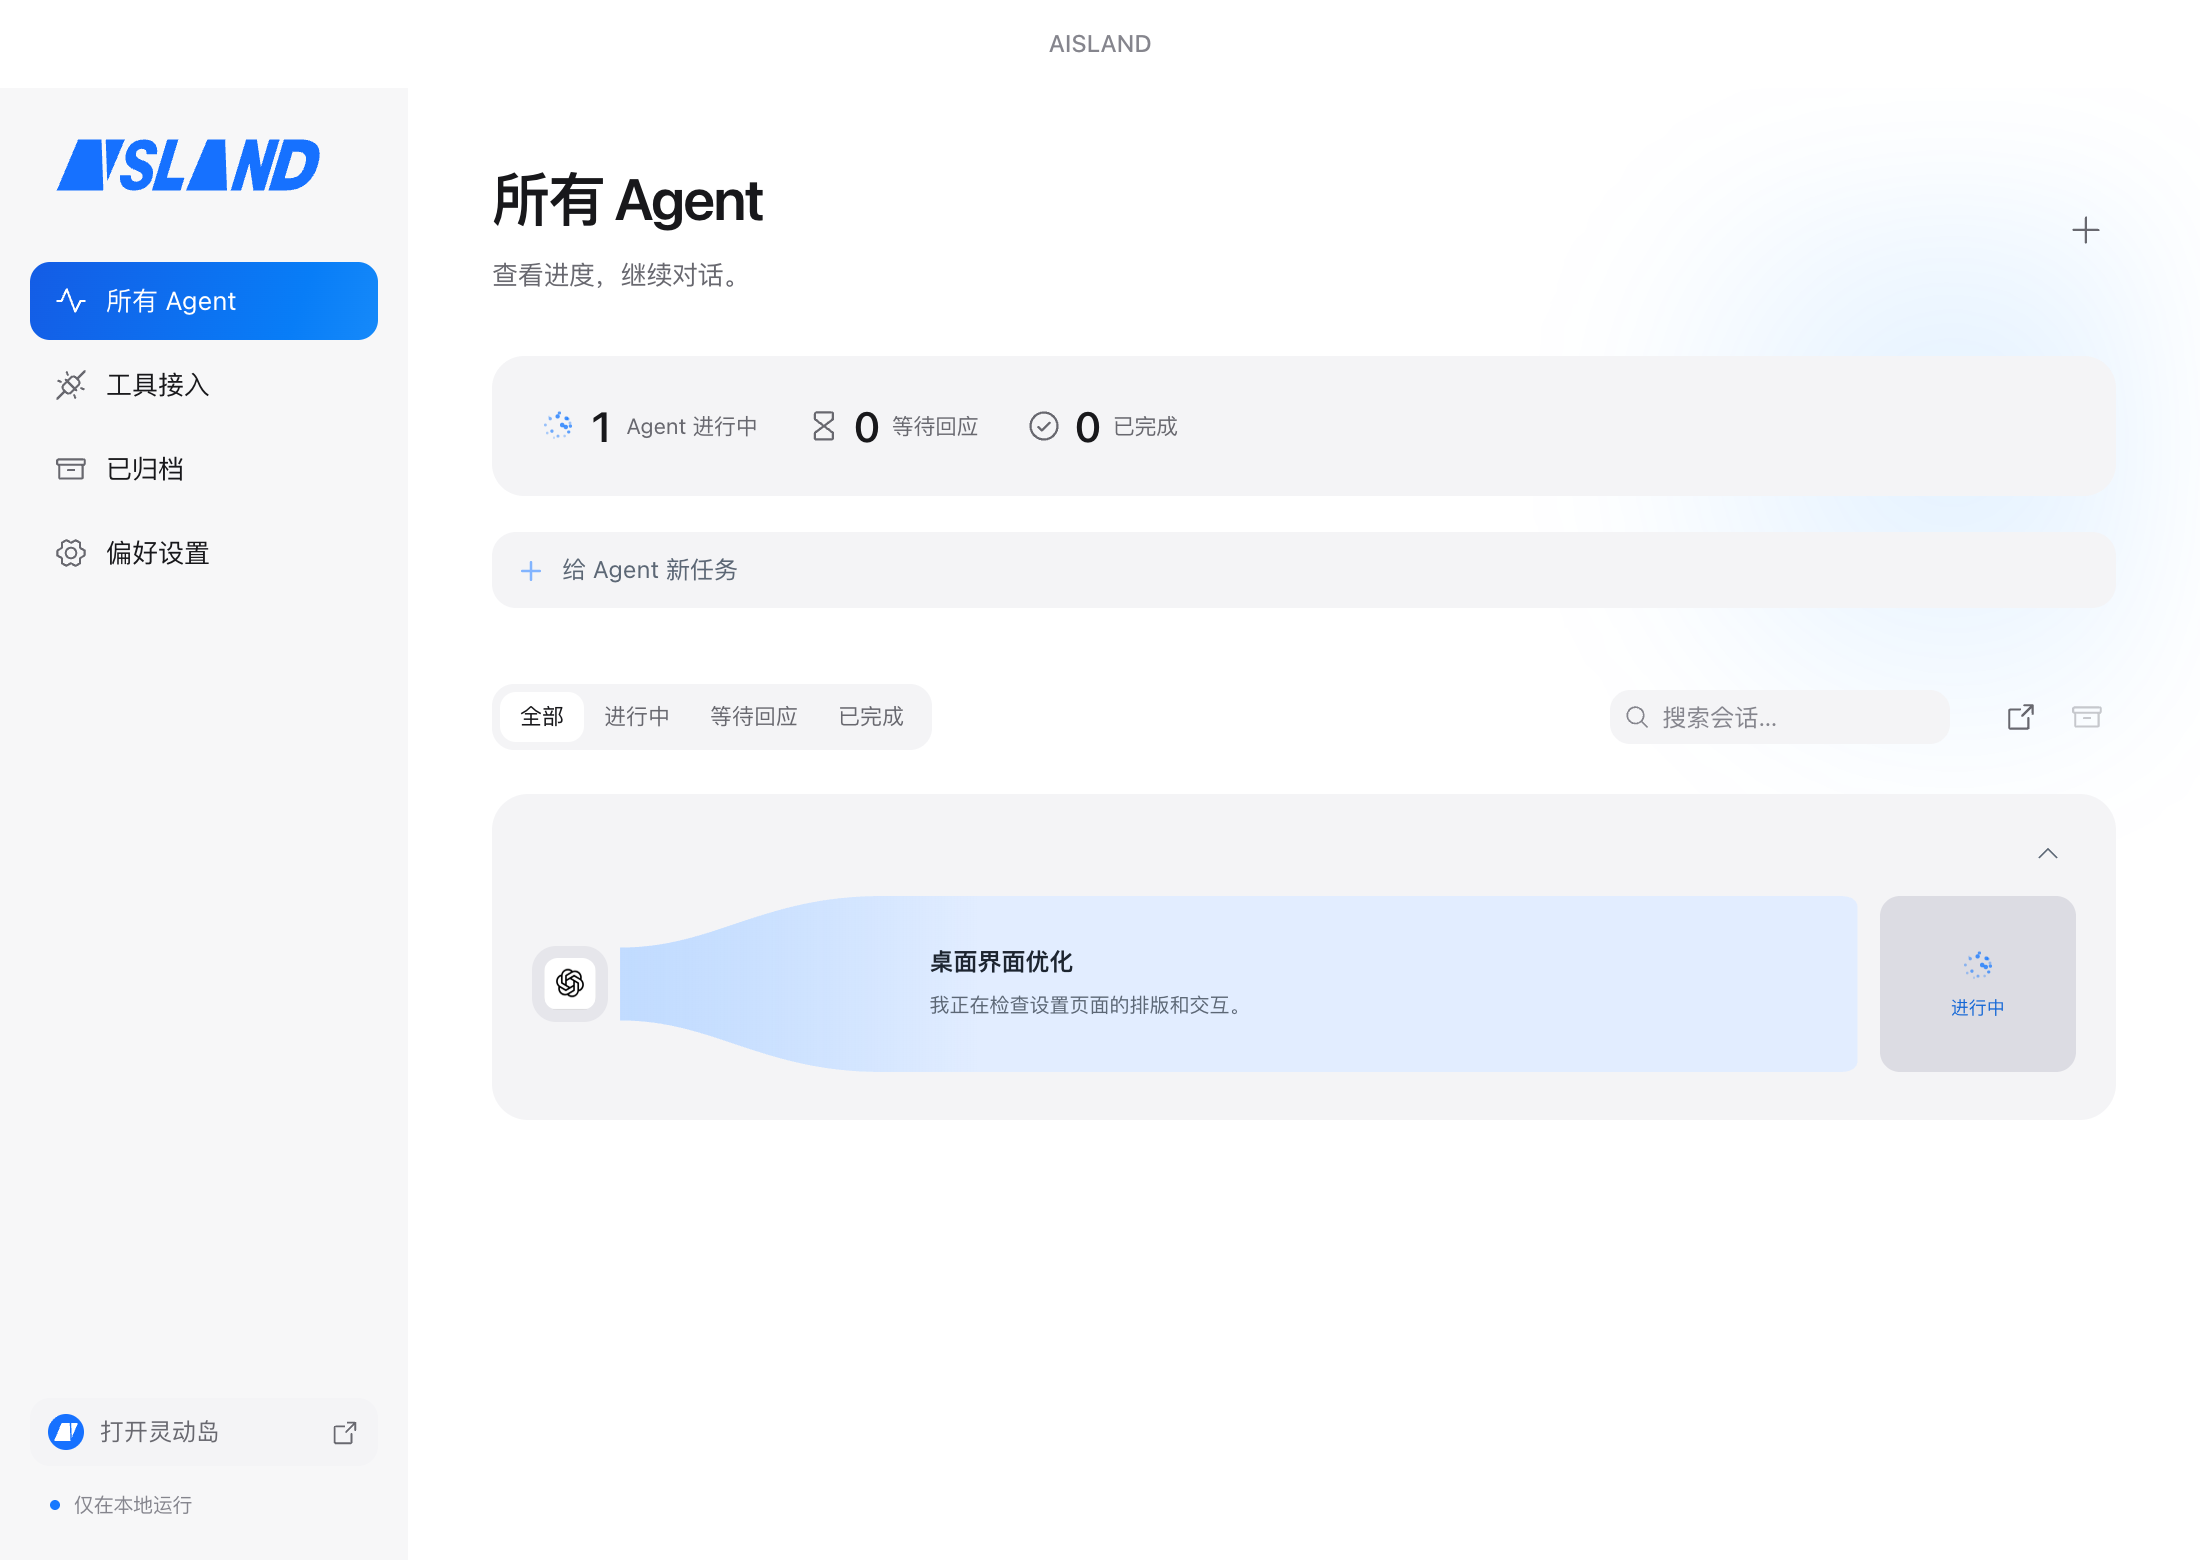 AISLAND
AISLAND
所有 Agent
工具接入
已归档
偏好设置
打开灵动岛
仅在本地运行
所有 Agent
查看进度，继续对话。
1 Agent 进行中 0 等待回应 0 已完成
给 Agent 新任务
全部 进行中 等待回应 已完成
搜索会话...
桌面界面优化
我正在检查设置页面的排版和交互。
进行中